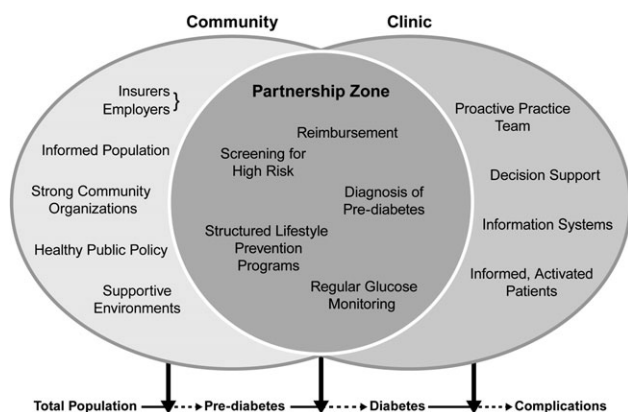 Community
Clinic
Insurers
Employers }
Informed Population
Strong Community
Organizations
Healthy Public Policy
Supportive
Environments
Partnership Zone
Reimbursement
Screening for
High Risk
Diagnosis of
Pre-diabetes
Structured Lifestyle
Prevention
Programs
Regular Glucose
Monitoring
Proactive Practice
Team
Decision Support
Information Systems
Informed, Activated
Patients
Total Population
Pre-diabetes
Diabetes
Complications